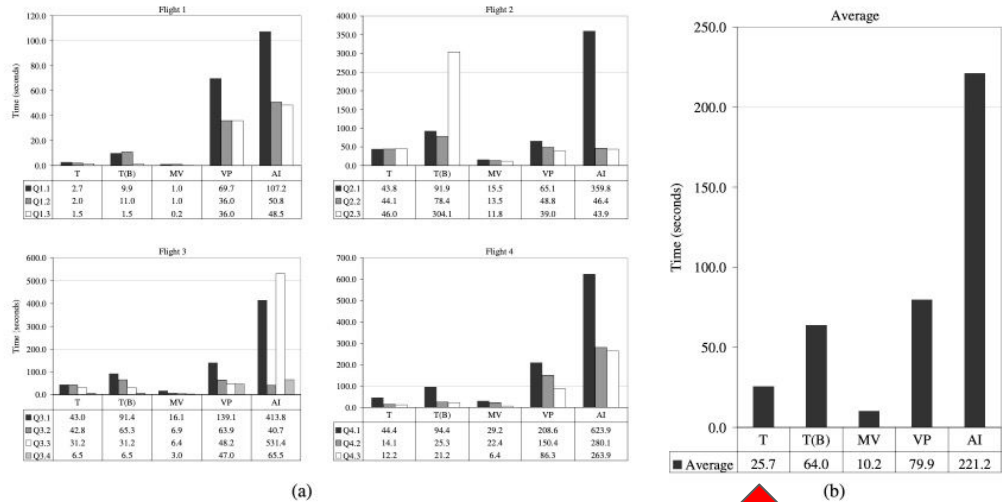 Flight 1
Time (seconds)
120.0
100.0
80.0
60.0
40.0
20.0
0.0
T T(B) MV VP AI
Q1.1 2.7 9.9 1.0 69.7 107.2
Q1.2 2.0 11.0 1.0 36.0 50.8
Q1.3 1.5 1.5 0.2 36.0 48.5
Flight 2
Time (seconds)
400.0
350.0
300.0
250.0
200.0
150.0
100.0
50.0
0.0
T T(B) MV VP AI
Q2.1 43.8 91.9 15.5 65.1 359.8
Q2.2 44.1 78.4 13.5 48.8 46.4
Q2.3 46.0 304.1 11.8 39.0 43.9
Flight 3
Time (seconds)
600.0
500.0
400.0
300.0
200.0
100.0
0.0
T T(B) MV VP AI
Q3.1 43.0 91.4 16.1 139.1 413.8
Q3.2 42.8 65.3 6.9 63.9 40.7
Q3.3 31.2 31.2 6.4 48.2 531.4
Q3.4 6.5 6.5 3.0 47.0 65.5
Flight 4
Time (seconds)
700.0
600.0
500.0
400.0
300.0
200.0
100.0
0.0
T T(B) MV VP AI
Q4.1 44.4 94.4 29.2 208.6 623.9
Q4.2 14.1 25.3 22.4 150.4 280.1
Q4.3 12.2 21.2 6.4 86.3 263.9
(a)
Average
Time (seconds)
250.0
200.0
150.0
100.0
50.0
0.0
T T(B) MV VP AI
Average 25.7 64.0 10.2 79.9 221.2
(b)